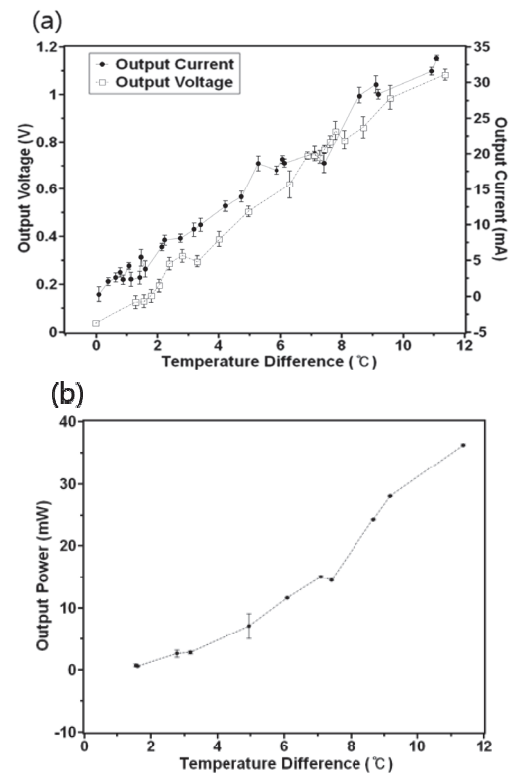 (a)
Output Current
Output Voltage
1.2
1
0.8
0.6
0.4
0.2
0
Output Voltage (V)
35
30
25
20
15
10
5
0
-5
Output Current (mA)
0 2 4 6 8 10 12
Temperature Difference (℃)
(b)
40
30
20
10
0
-10
Output Power (mW)
0 2 4 6 8 10 12
Temperature Difference (℃)